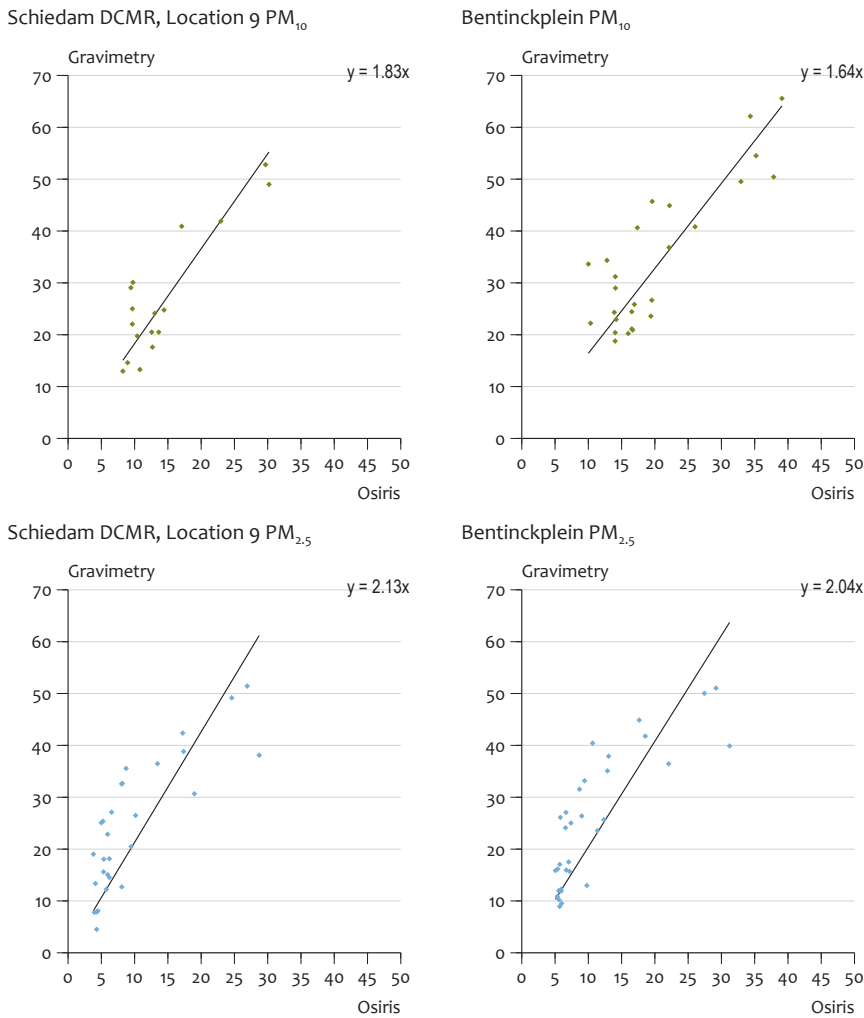 Schiedam DCMR, Location 9 PM₁₀
Gravimetry
y = 1.83x
70
60
50
40
30
20
10
0
0 5 10 15 20 25 30 35 40 45 50
Osiris
Bentinckplein PM₁₀
Gravimetry
y = 1.64x
70
60
50
40
30
20
10
0
0 5 10 15 20 25 30 35 40 45 50
Osiris
Schiedam DCMR, Location 9 PM₂.₅
Gravimetry
y = 2.13x
70
60
50
40
30
20
10
0
0 5 10 15 20 25 30 35 40 45 50
Osiris
Bentinckplein PM₂.₅
Gravimetry
y = 2.04x
70
60
50
40
30
20
10
0
0 5 10 15 20 25 30 35 40 45 50
Osiris